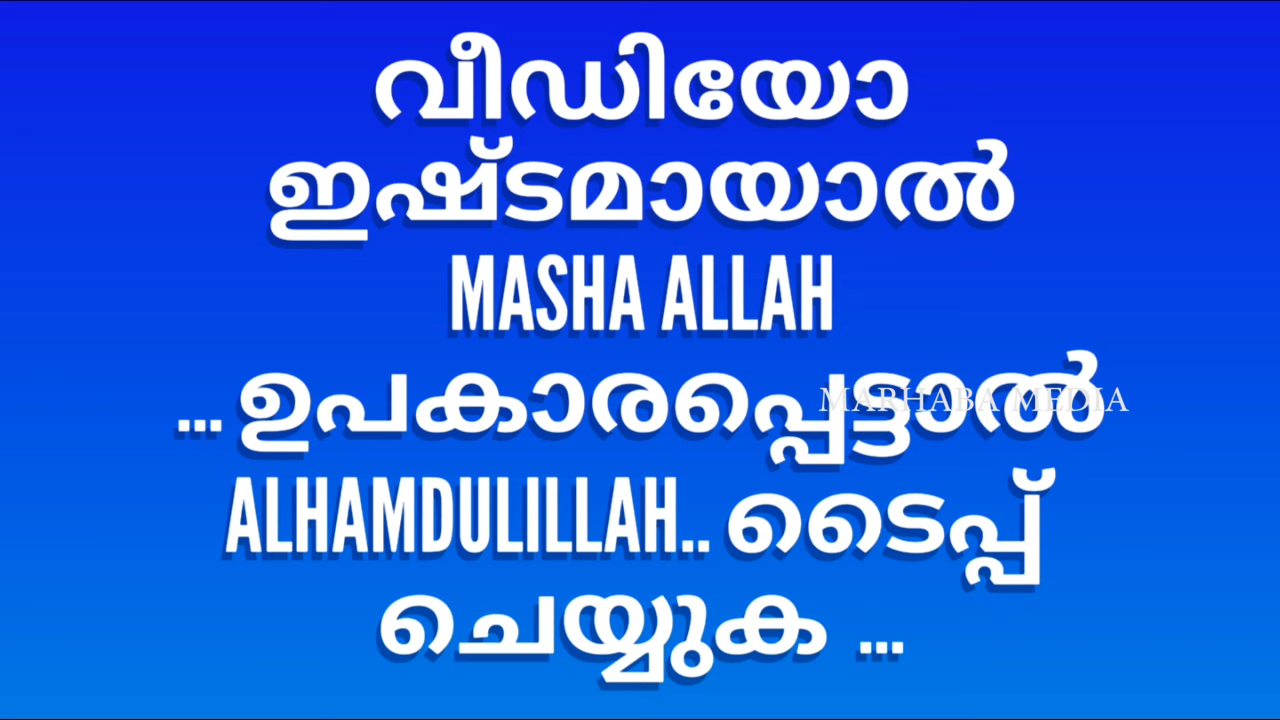 വീഡിയോ
ഇഷ്ടമായാൽ
MASHA ALLAH
... ഉപകാരപ്പെട്ടാൽ
MARHABA MEDIA
ALHAMDULILLAH.. ടൈപ്പ്
ചെയ്യുക ...